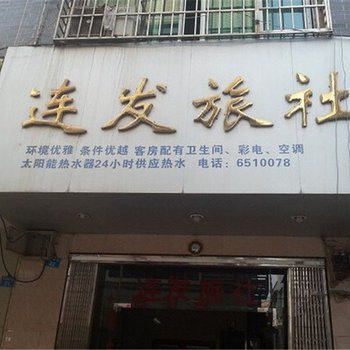 连发旅社
环境优雅 条件优越 客房配有卫生间、彩电、空调
太阳能热水器24小时供应热水 电话：6510078